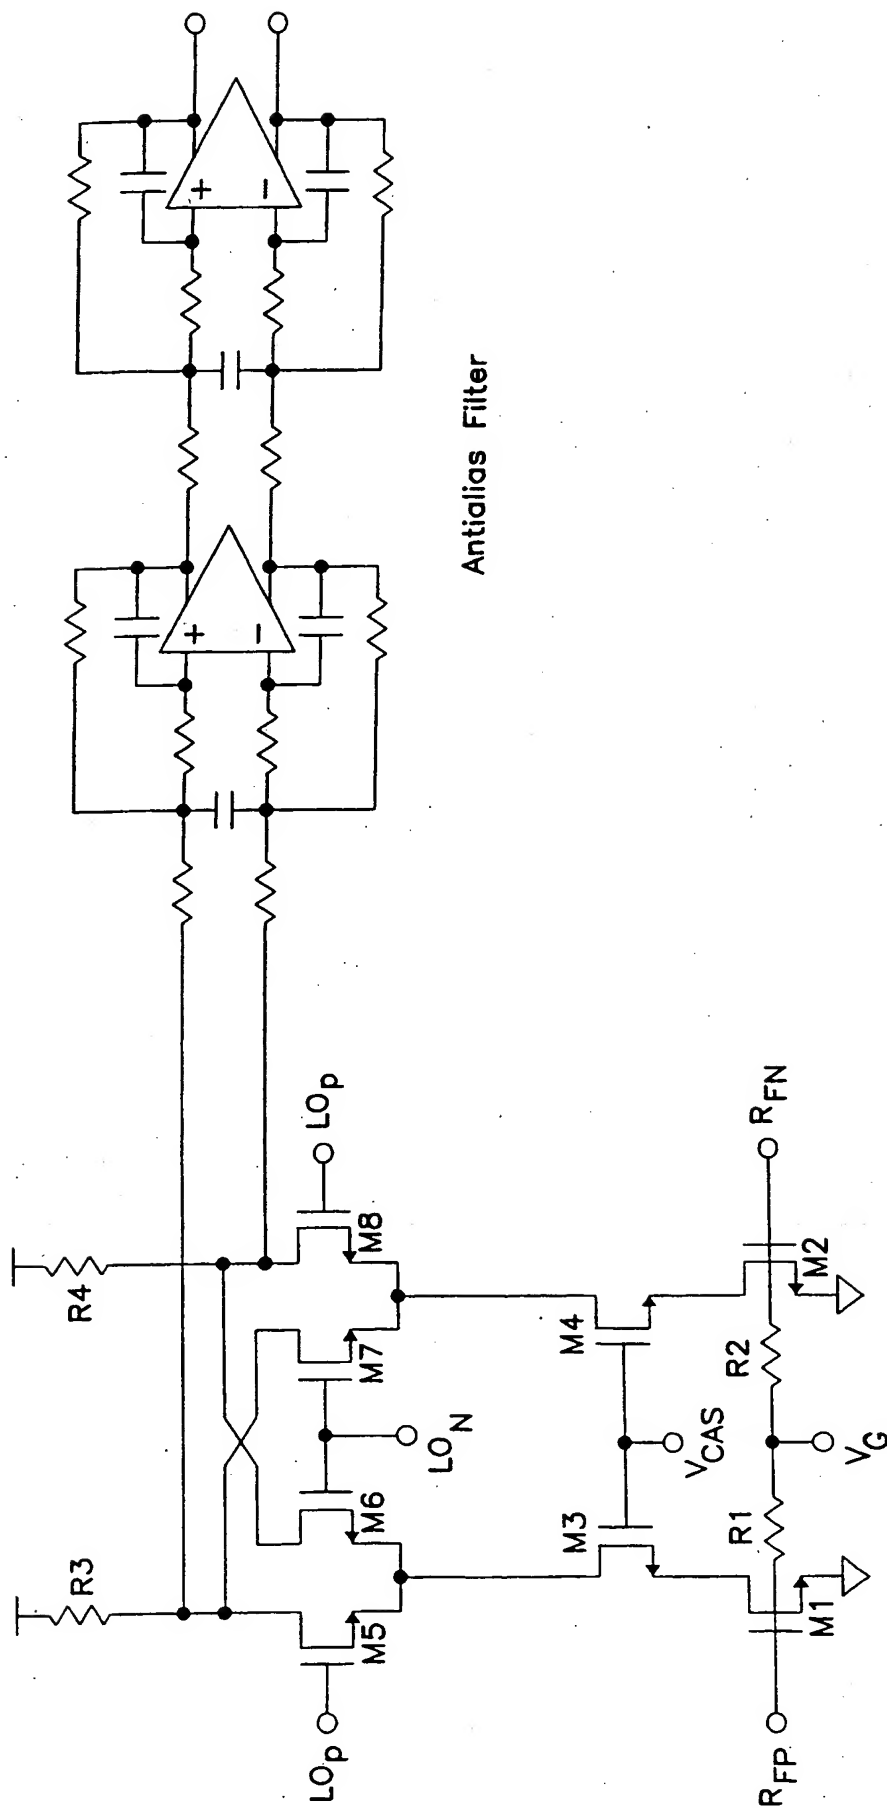 R3
R4
LOp
M5
M6
M7
M8
LOp
LON
M3
M4
VCAS
R1
R2
RFP
M1
VG
M2
RFN
+
−
+
−
Antialias Filter